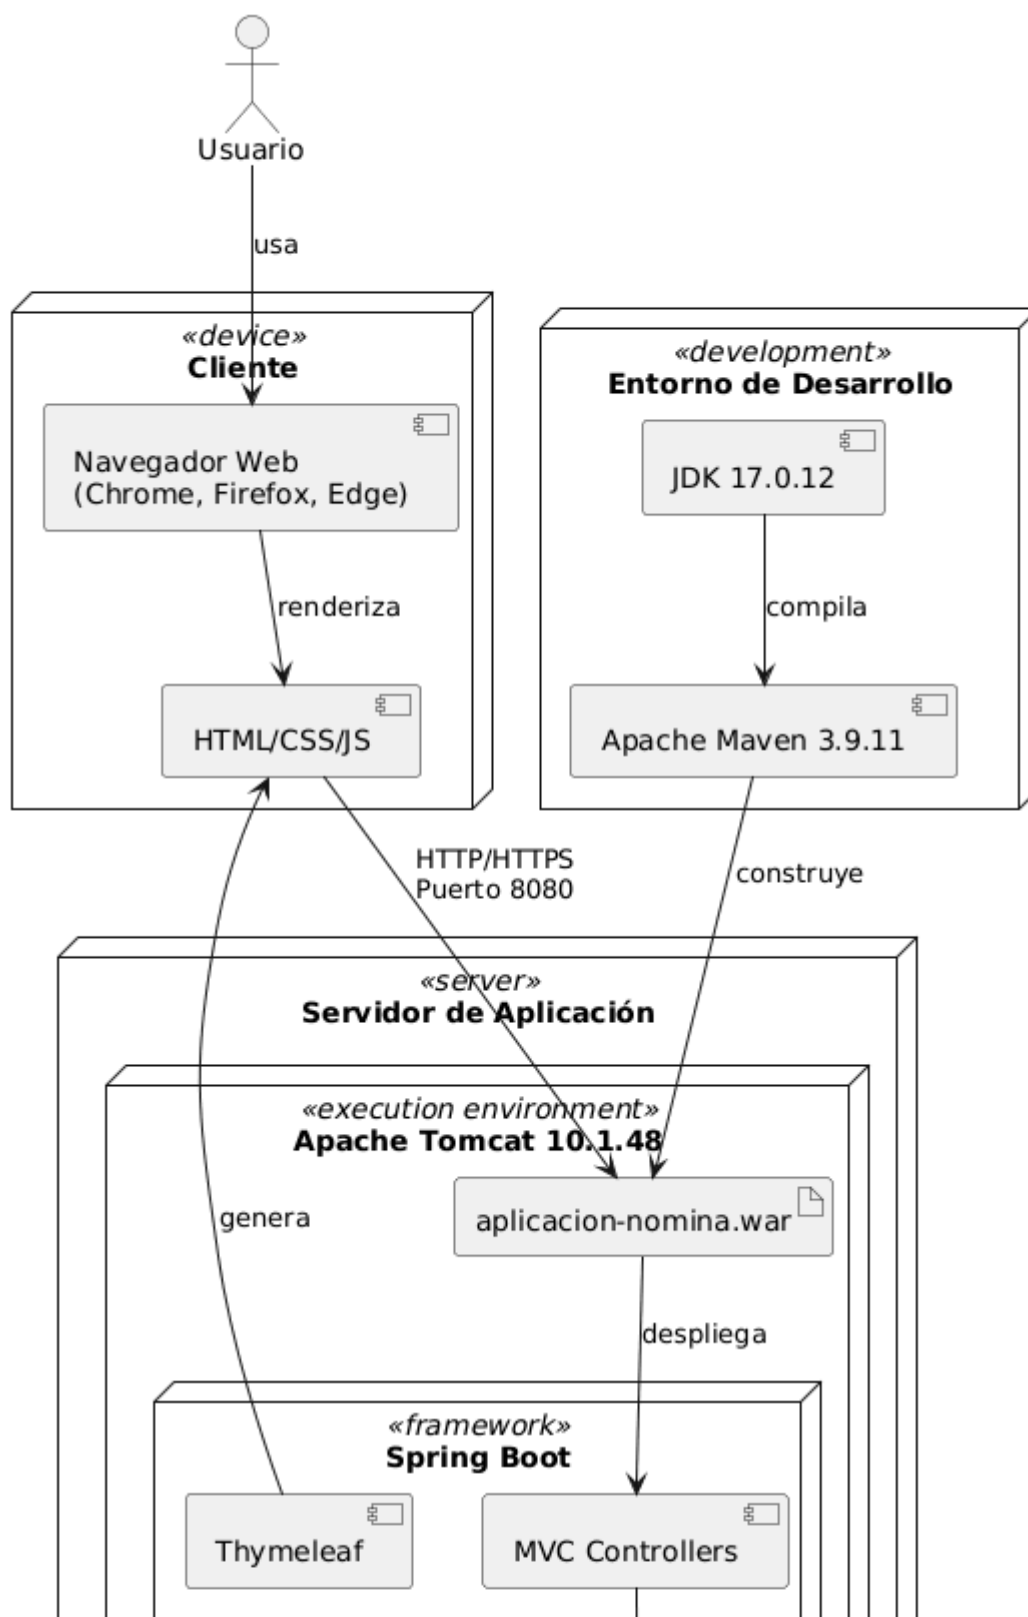 Usuario
usa
«device»
Cliente
Navegador Web
(Chrome, Firefox, Edge)
renderiza
HTML/CSS/JS
«development»
Entorno de Desarrollo
JDK 17.0.12
compila
Apache Maven 3.9.11
HTTP/HTTPS
Puerto 8080
construye
«server»
Servidor de Aplicación
«execution environment»
Apache Tomcat 10.1.48
aplicacion-nomina.war
genera
despliega
«framework»
Spring Boot
Thymeleaf
MVC Controllers